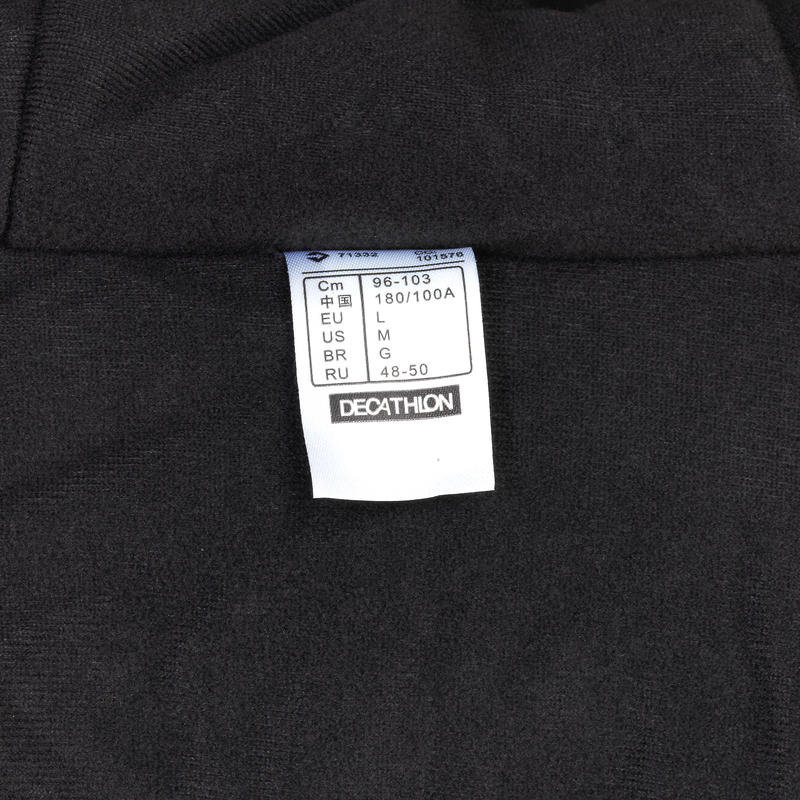 71332
101576
Cm 96-103
中国 180/100A
EU L
US M
BR G
RU 48-50
DECATHLON